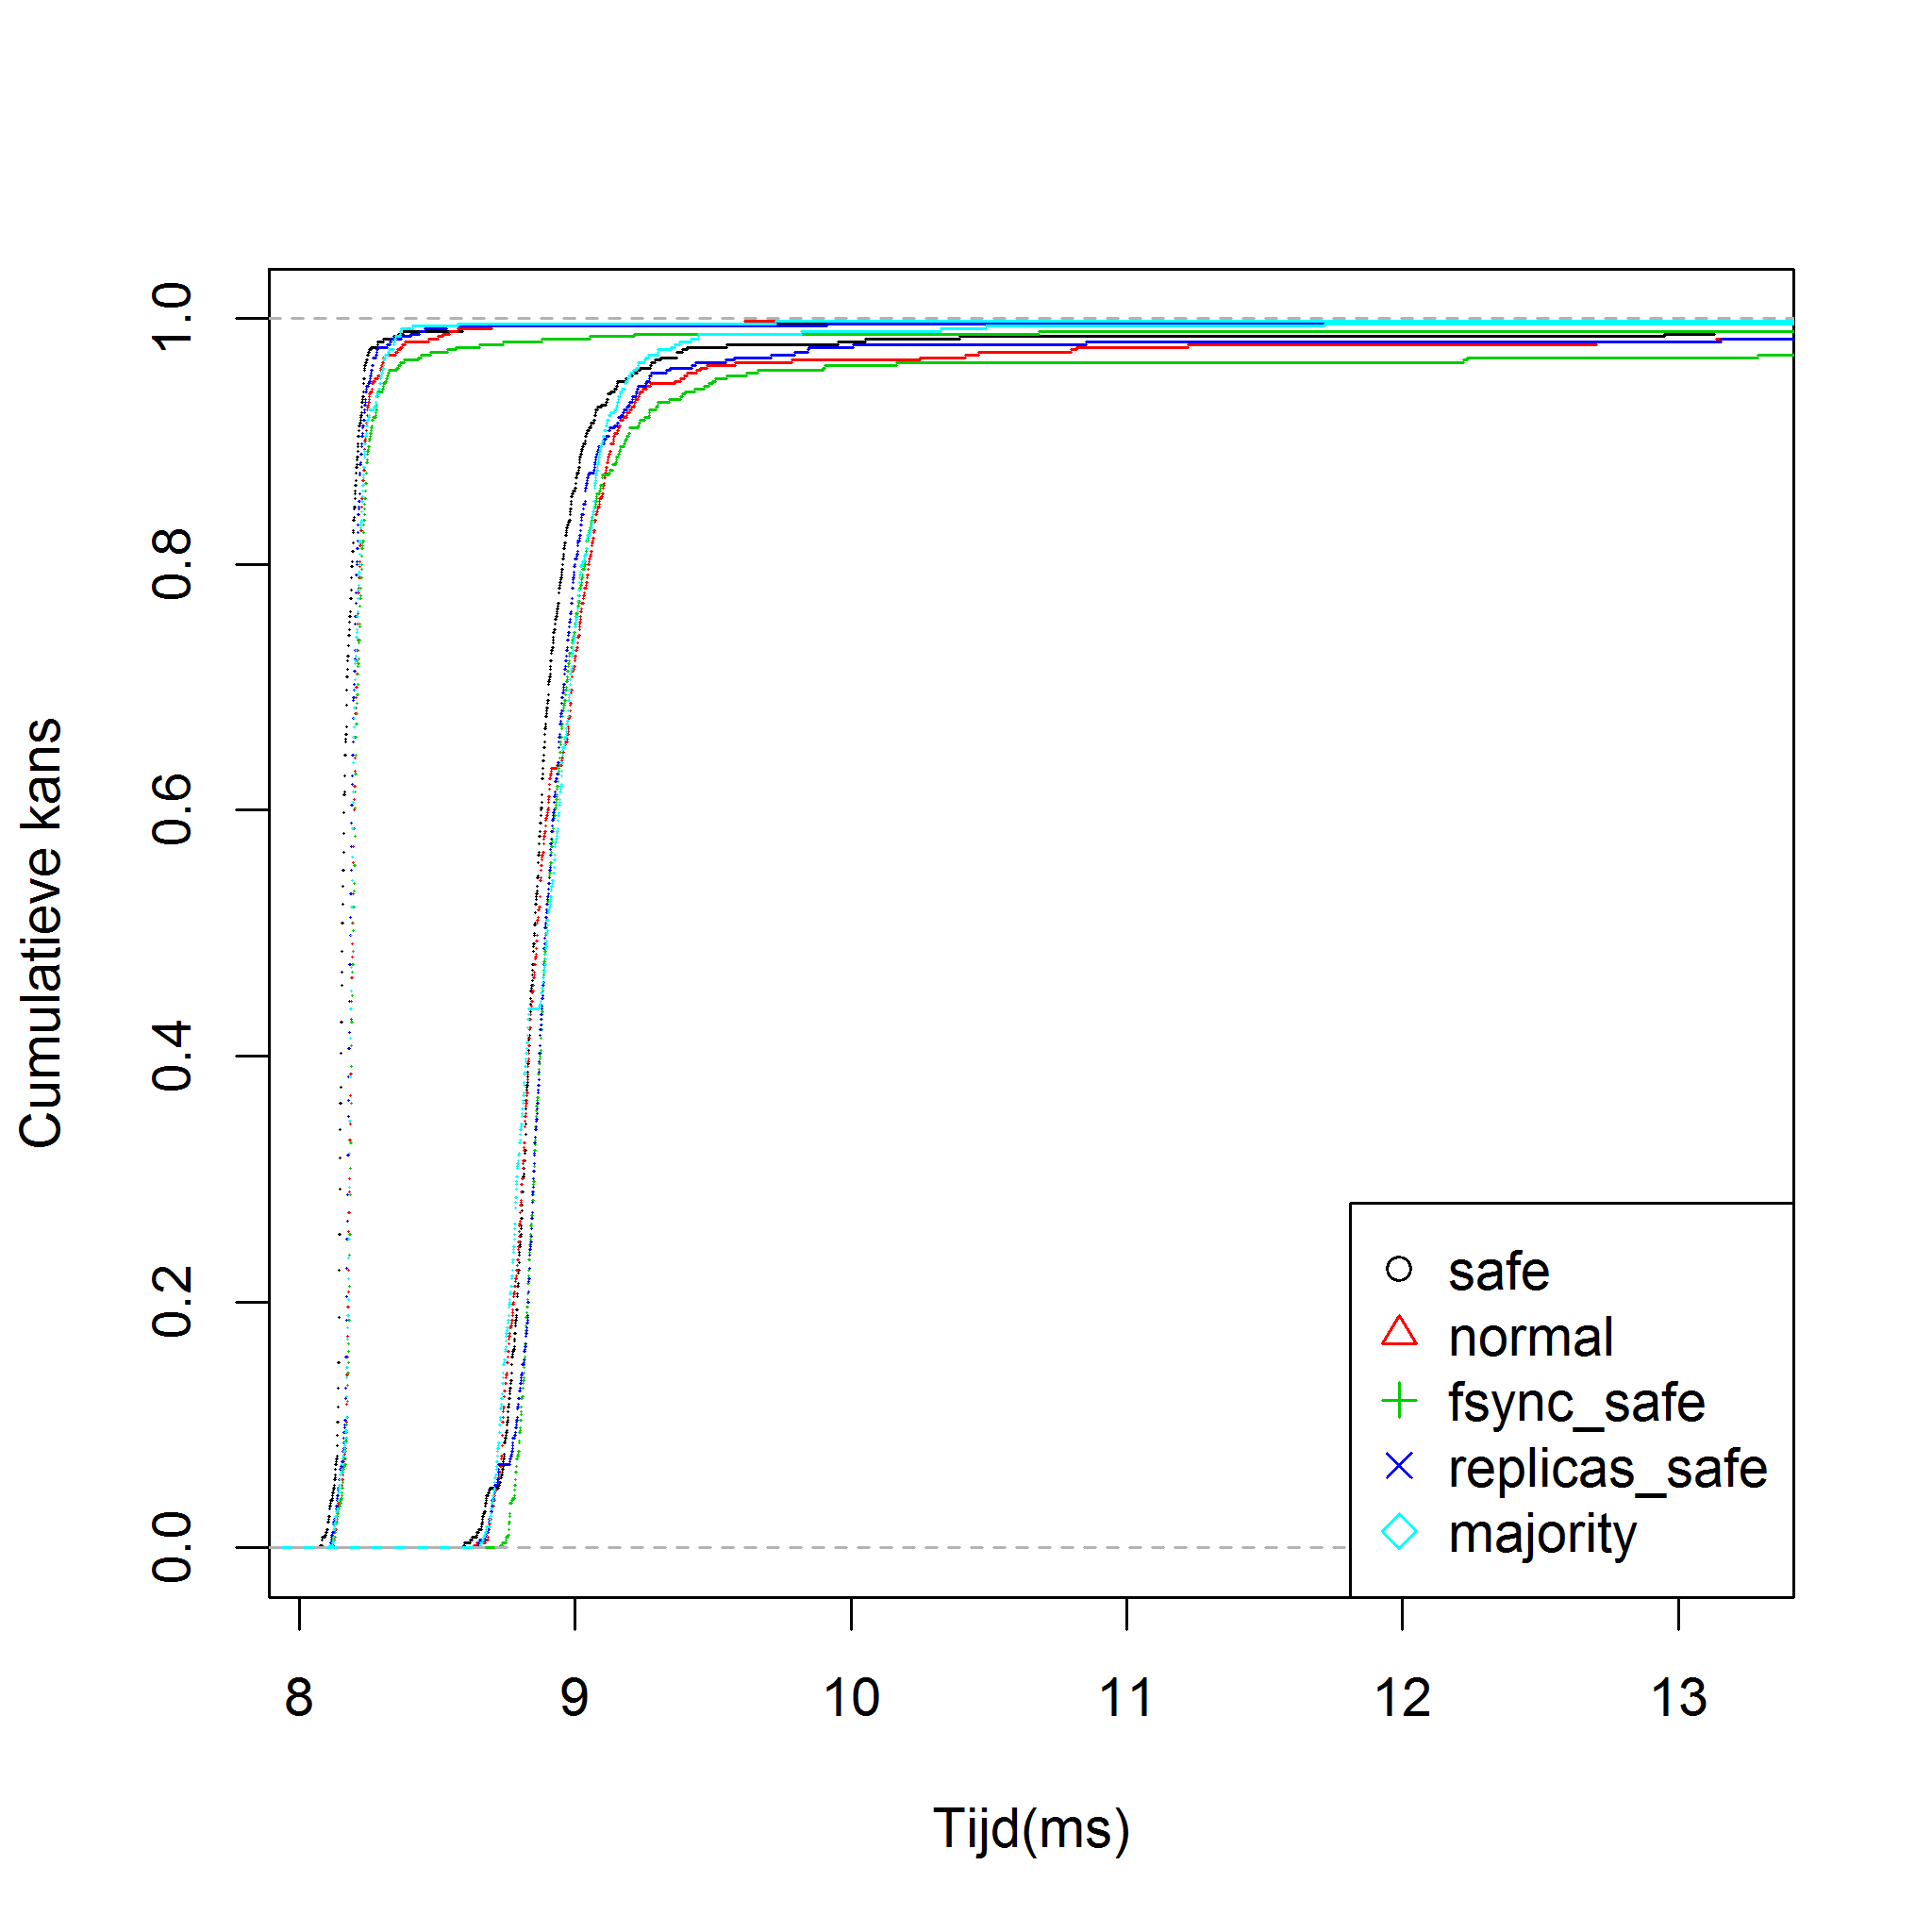 1.0
0.8
0.6
0.4
0.2
0.0
Cumulatieve kans
8 9 10 11 12 13
Tijd(ms)
safe
normal
fsync_safe
replicas_safe
majority